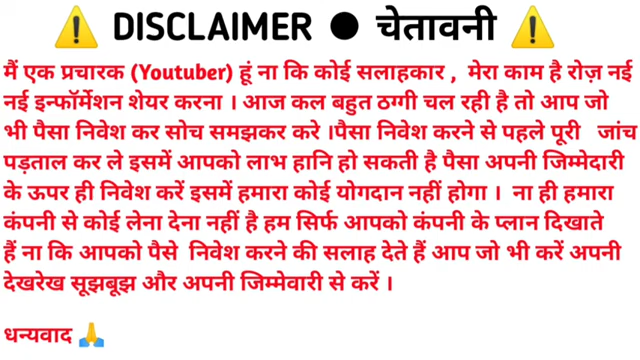 ⚠️ DISCLAIMER ● चेतावनी ⚠️
मैं एक प्रचारक (Youtuber) हूं ना कि कोई सलाहकार , मेरा काम है रोज़ नई
नई इन्फॉर्मेशन शेयर करना । आज कल बहुत ठग्गी चल रही है तो आप जो
भी पैसा निवेश कर सोच समझकर करे ।पैसा निवेश करने से पहले पूरी जांच
पड़ताल कर ले इसमें आपको लाभ हानि हो सकती है पैसा अपनी जिम्मेदारी
के ऊपर ही निवेश करें इसमें हमारा कोई योगदान नहीं होगा । ना ही हमारा
कंपनी से कोई लेना देना नहीं है हम सिर्फ आपको कंपनी के प्लान दिखाते
हैं ना कि आपको पैसे निवेश करने की सलाह देते हैं आप जो भी करें अपनी
देखरेख सूझबूझ और अपनी जिम्मेवारी से करें ।
धन्यवाद 🙏